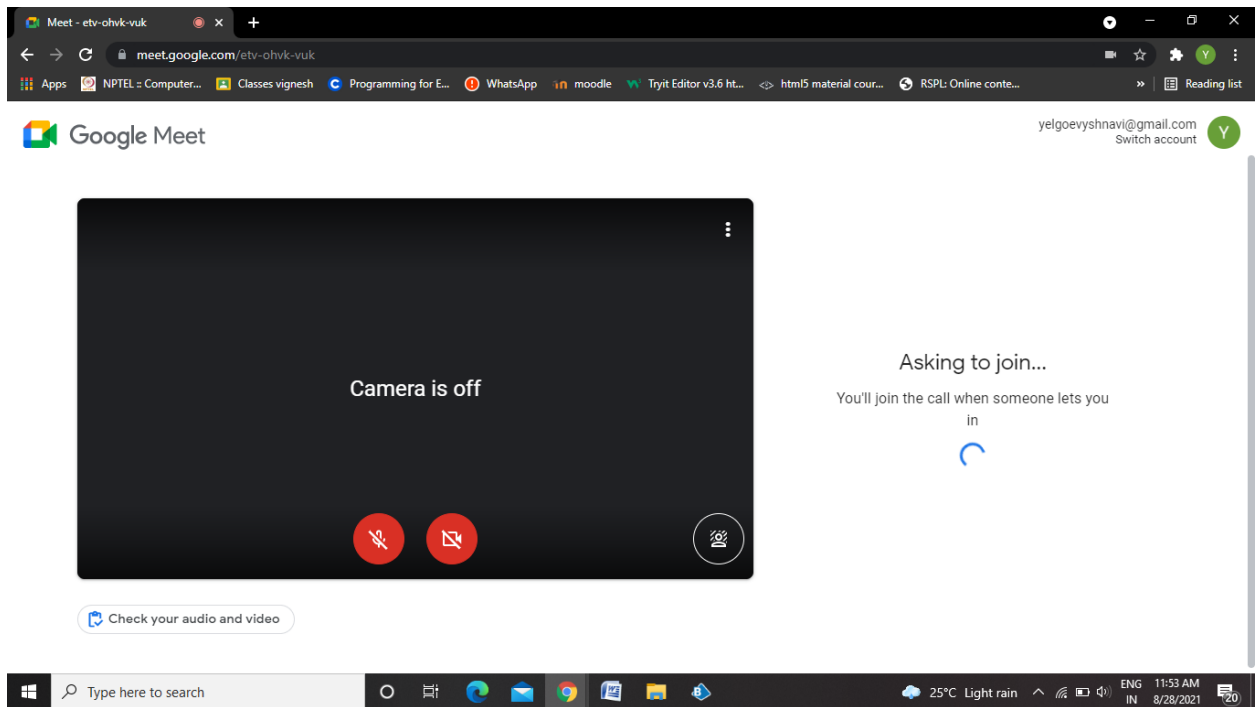 Meet - etv-ohvk-vuk
meet.google.com/etv-ohvk-vuk
Y
Apps NPTEL :: Computer... Classes vignesh Programming for E... WhatsApp moodle Tryit Editor v3.6 ht... html5 material cour... RSPL: Online conte... » Reading list
Google Meet
yelgoevyshnavi@gmail.com
Switch account
Y
Camera is off
Asking to join...
You'll join the call when someone lets you
in
Check your audio and video
Type here to search
25°C Light rain
ENG
IN
11:53 AM
8/28/2021
20